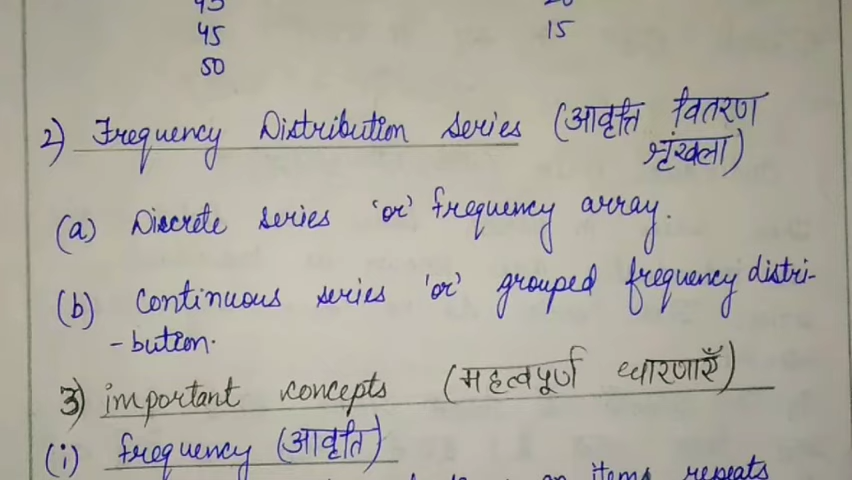 45 15
50
2) Frequency Distribution series (आवृत्ति वितरण
श्रृंखला)
(a) Discrete series 'or' frequency array.
(b) continuous series 'or' grouped frequency distri-
-bution.
3) important concepts (महत्वपूर्ण धारणाएँ)
(i) frequency (आवृत्ति)
an items repeats